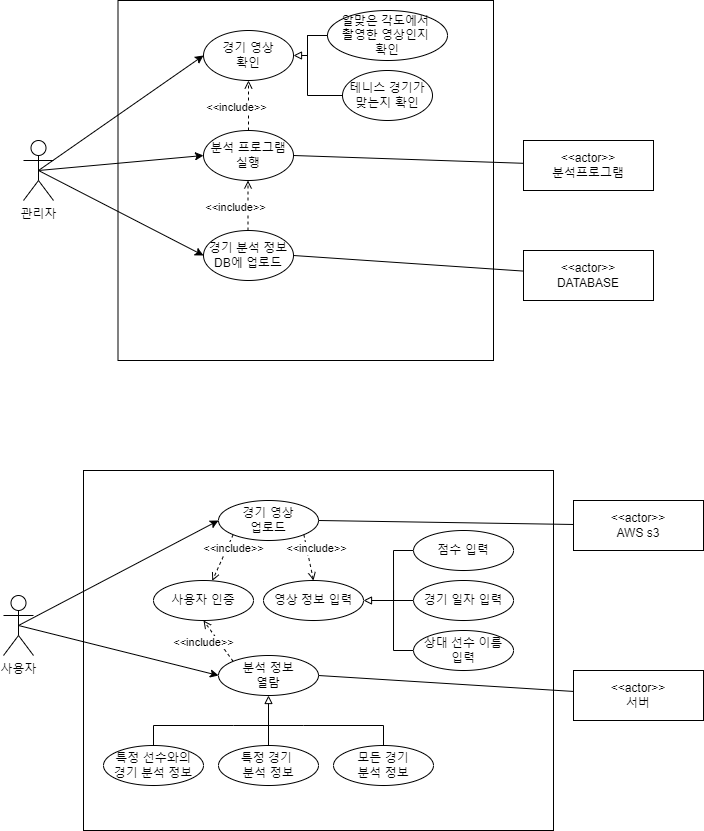 알맞은 각도에서
촬영한 영상인지
확인
경기 영상
확인
테니스 경기가
맞는지 확인
<<include>>
분석 프로그램
실행
<<actor>>
분석프로그램
관리자
<<include>>
경기 분석 정보
DB에 업로드
<<actor>>
DATABASE
경기 영상
업로드
<<actor>>
AWS s3
<<include>>
<<include>>
점수 입력
사용자 인증
영상 정보 입력
경기 일자 입력
상대 선수 이름
입력
<<include>>
사용자
분석 정보
열람
<<actor>>
서버
특정 선수와의
경기 분석 정보
특정 경기
분석 정보
모든 경기
분석 정보